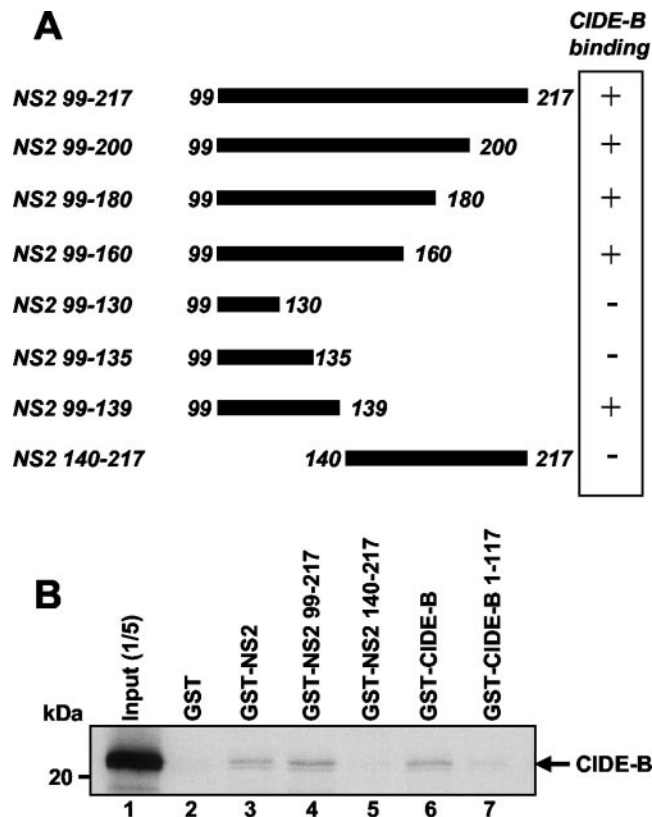 A
CIDE-B
binding
NS2 99-217 99 217 +
NS2 99-200 99 200 +
NS2 99-180 99 180 +
NS2 99-160 99 160 +
NS2 99-130 99 130 -
NS2 99-135 99 135 -
NS2 99-139 99 139 +
NS2 140-217 140 217 -
B
Input (1/5)
GST
GST-NS2
GST-NS2 99-217
GST-NS2 140-217
GST-CIDE-B
GST-CIDE-B 1-117
kDa
20
CIDE-B
1 2 3 4 5 6 7